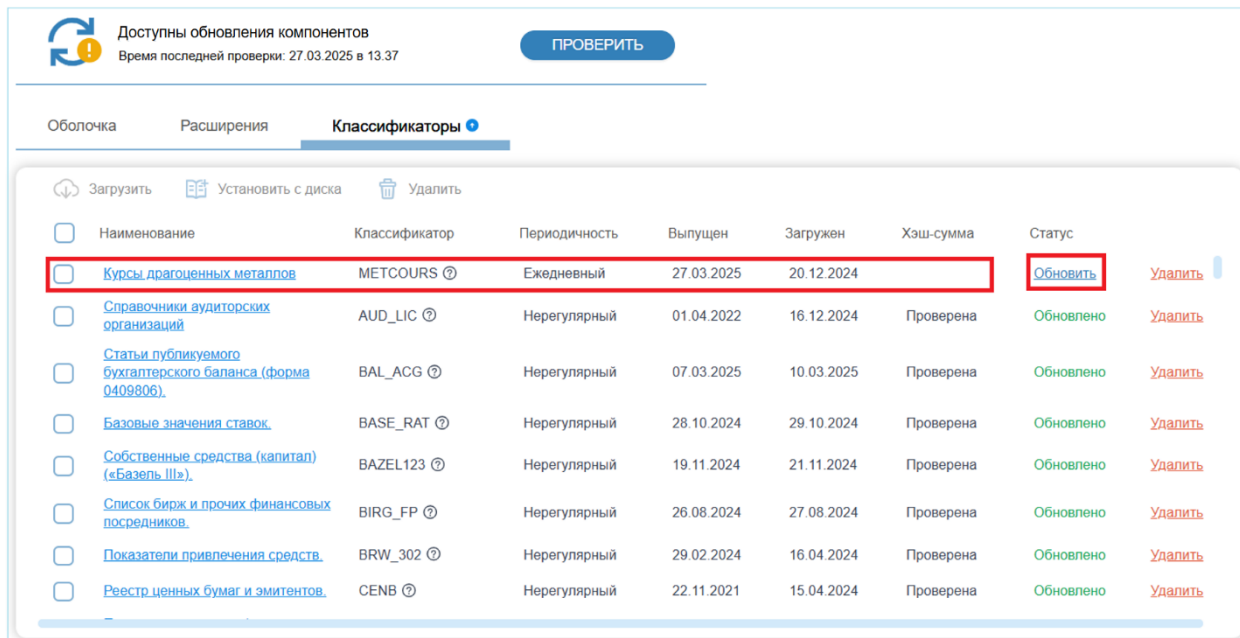 Доступны обновления компонентов
Время последней проверки: 27.03.2025 в 13.37
ПРОВЕРИТЬ
Оболочка Расширения Классификаторы
Загрузить Установить с диска Удалить
Наименование Классификатор Периодичность Выпущен Загружен Хэш-сумма Статус
Курсы драгоценных металлов METCOURS Ежедневный 27.03.2025 20.12.2024 Обновить Удалить
Справочники аудиторских
организаций AUD_LIC Нерегулярный 01.04.2022 16.12.2024 Проверена Обновлено Удалить
Статьи публикуемого
бухгалтерского баланса (форма
0409806). BAL_ACG Нерегулярный 07.03.2025 10.03.2025 Проверена Обновлено Удалить
Базовые значения ставок. BASE_RAT Нерегулярный 28.10.2024 29.10.2024 Проверена Обновлено Удалить
Собственные средства (капитал)
(«Базель III»). BAZEL123 Нерегулярный 19.11.2024 21.11.2024 Проверена Обновлено Удалить
Список бирж и прочих финансовых
посредников. BIRG_FP Нерегулярный 26.08.2024 27.08.2024 Проверена Обновлено Удалить
Показатели привлечения средств. BRW_302 Нерегулярный 29.02.2024 16.04.2024 Проверена Обновлено Удалить
Реестр ценных бумаг и эмитентов. CENB Нерегулярный 22.11.2021 15.04.2024 Проверена Обновлено Удалить